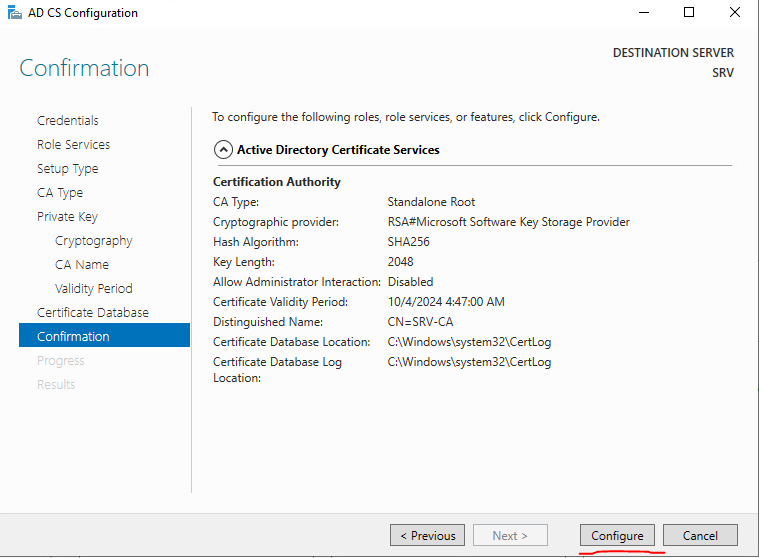 AD CS Configuration
Confirmation
DESTINATION SERVER
SRV
Credentials
Role Services
Setup Type
CA Type
Private Key
Cryptography
CA Name
Validity Period
Certificate Database
Confirmation
Progress
Results
To configure the following roles, role services, or features, click Configure.
Active Directory Certificate Services
Certification Authority
CA Type: Standalone Root
Cryptographic provider: RSA#Microsoft Software Key Storage Provider
Hash Algorithm: SHA256
Key Length: 2048
Allow Administrator Interaction: Disabled
Certificate Validity Period: 10/4/2024 4:47:00 AM
Distinguished Name: CN=SRV-CA
Certificate Database Location: C:\Windows\system32\CertLog
Certificate Database Log C:\Windows\system32\CertLog
Location:
< Previous
Next >
Configure
Cancel